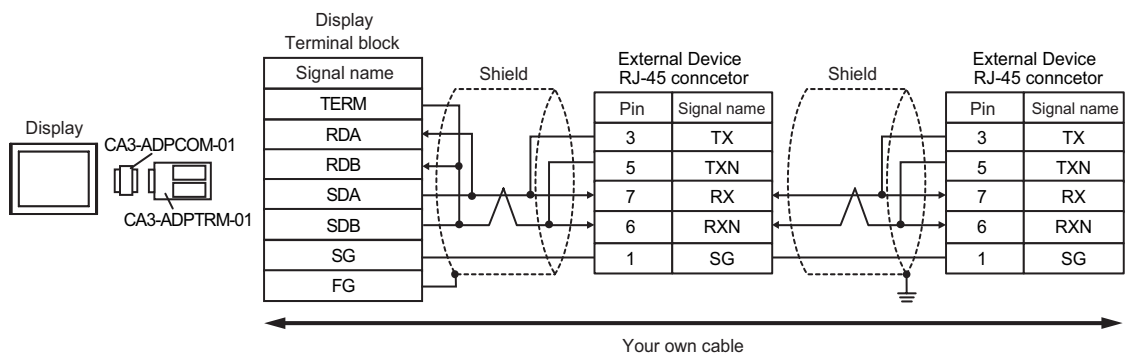 Display
Terminal block
Signal name
TERM
RDA
RDB
SDA
SDB
SG
FG
Display
CA3-ADPCOM-01
CA3-ADPTRM-01
Shield
External Device
RJ-45 conncetor
Pin Signal name
3 TX
5 TXN
7 RX
6 RXN
1 SG
Shield
External Device
RJ-45 conncetor
Pin Signal name
3 TX
5 TXN
7 RX
6 RXN
1 SG
Your own cable